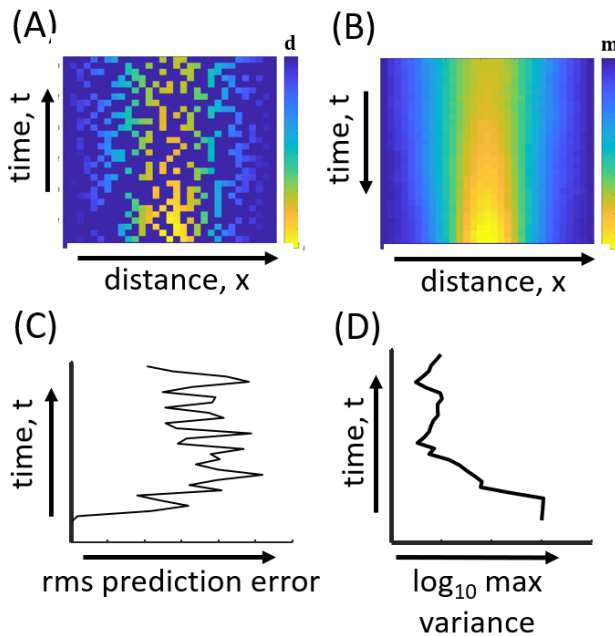 (A)
d
time, t
distance, x
(B)
m
time, t
distance, x
(C)
time, t
rms prediction error
(D)
time, t
log₁₀ max
variance